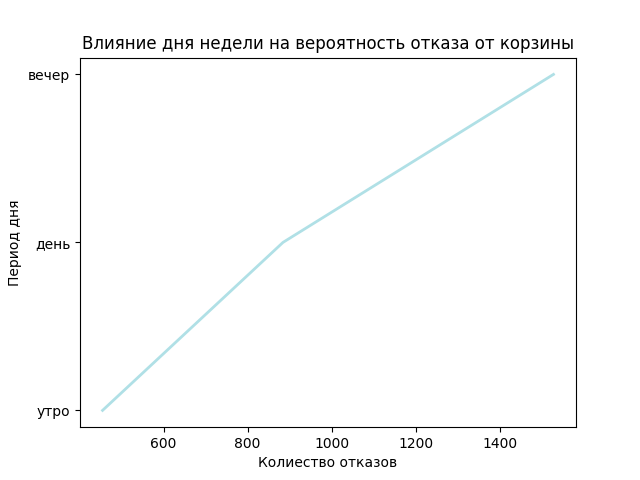 Влияние дня недели на вероятность отказа от корзины
вечер
день
утро
Период дня
600 800 1000 1200 1400
Колиество отказов